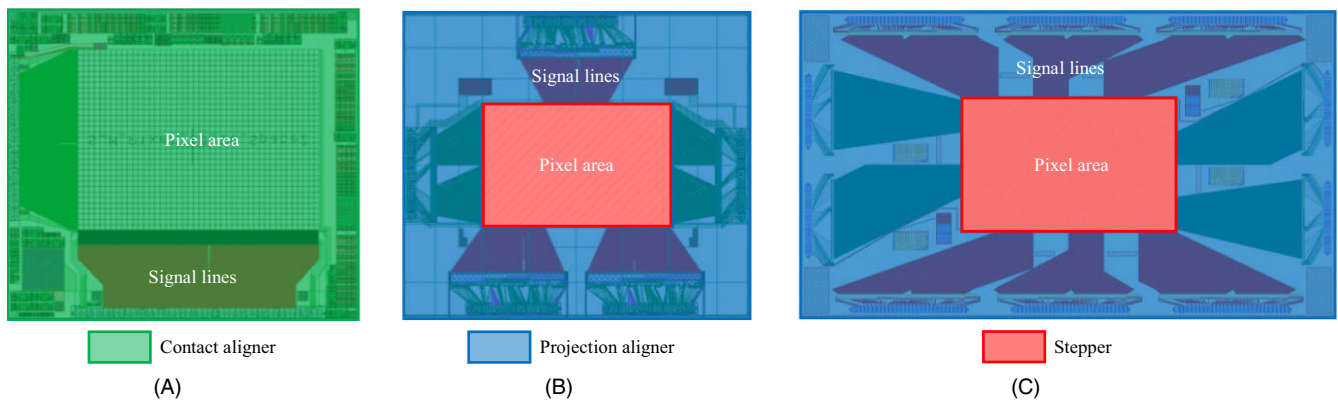 Pixel area
Signal lines
Signal lines
Pixel area
Signal lines
Pixel area
Contact aligner
Projection aligner
Stepper
(A)
(B)
(C)